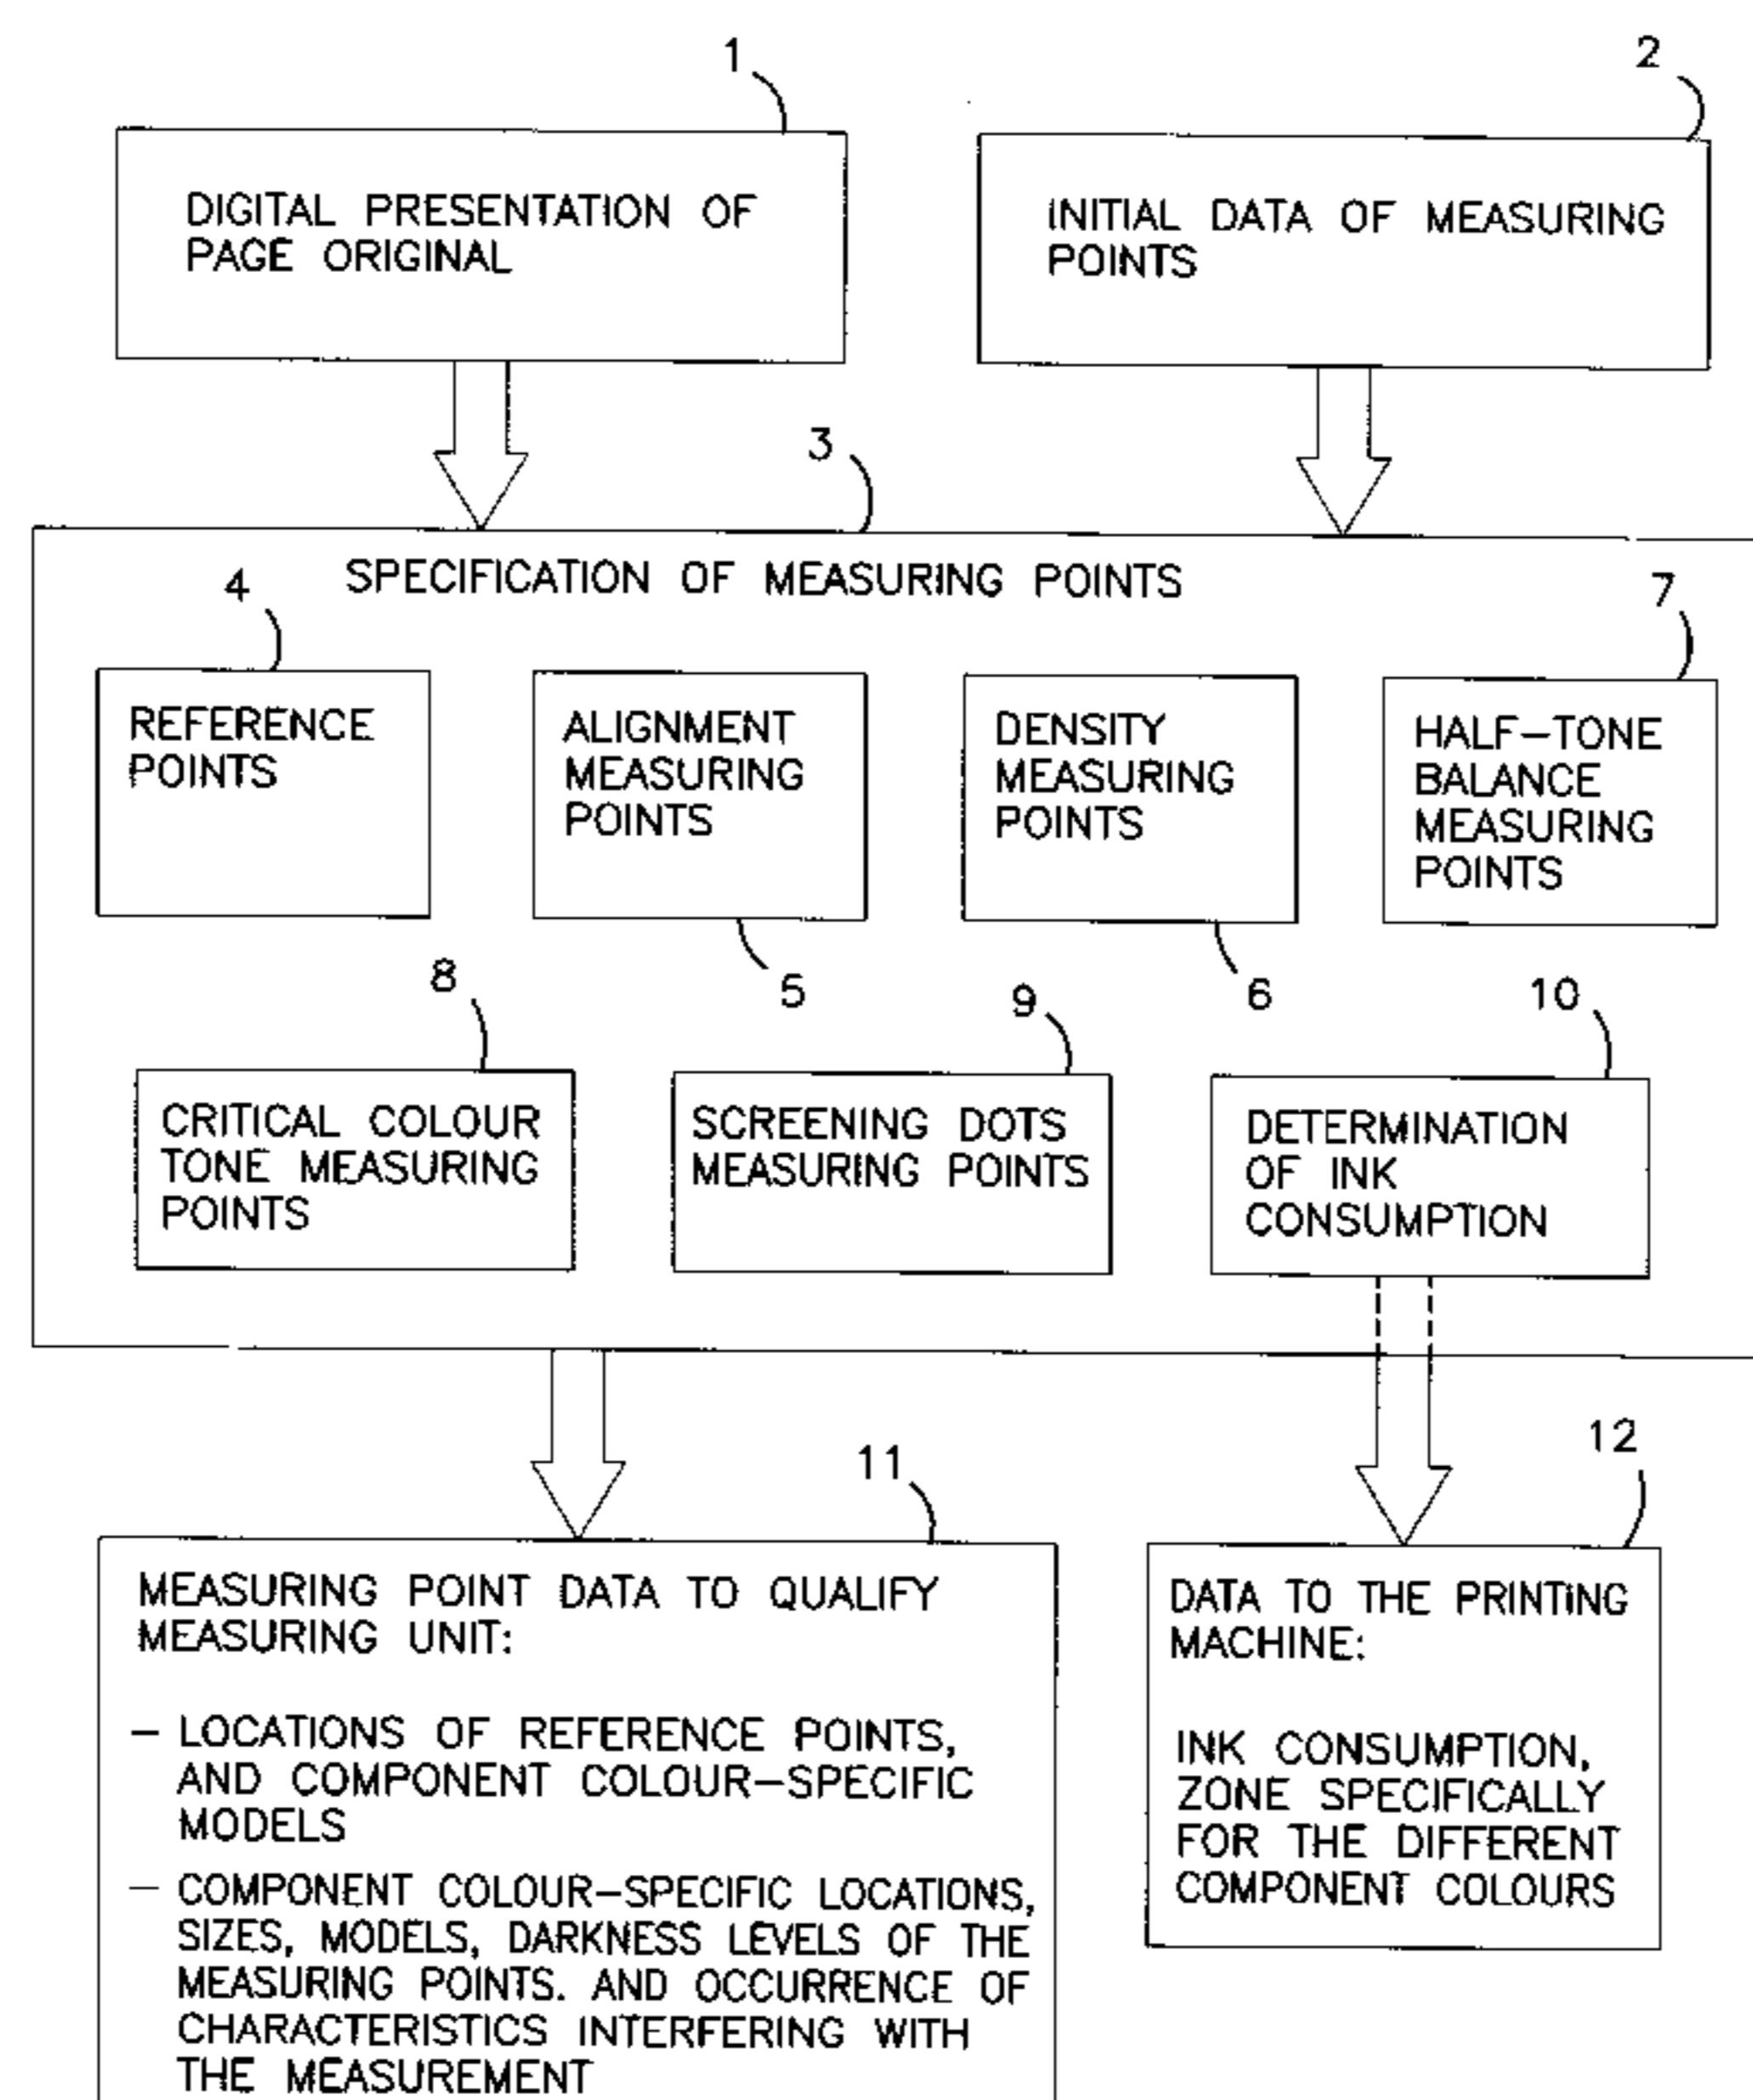 1
2
DIGITAL PRESENTATION OF
PAGE ORIGINAL
INITIAL DATA OF MEASURING
POINTS
3
SPECIFICATION OF MEASURING POINTS
4
7
REFERENCE
POINTS
ALIGNMENT
MEASURING
POINTS
DENSITY
MEASURING
POINTS
HALF-TONE
BALANCE
MEASURING
POINTS
5
6
8
9
10
CRITICAL COLOUR
TONE MEASURING
POINTS
SCREENING DOTS
MEASURING POINTS
DETERMINATION
OF INK
CONSUMPTION
11
12
MEASURING POINT DATA TO QUALIFY
MEASURING UNIT:
– LOCATIONS OF REFERENCE POINTS,
AND COMPONENT COLOUR-SPECIFIC
MODELS
– COMPONENT COLOUR-SPECIFIC LOCATIONS,
SIZES, MODELS, DARKNESS LEVELS OF THE
MEASURING POINTS. AND OCCURRENCE OF
CHARACTERISTICS INTERFERING WITH
THE MEASUREMENT
DATA TO THE PRINTING
MACHINE:
INK CONSUMPTION,
ZONE SPECIFICALLY
FOR THE DIFFERENT
COMPONENT COLOURS